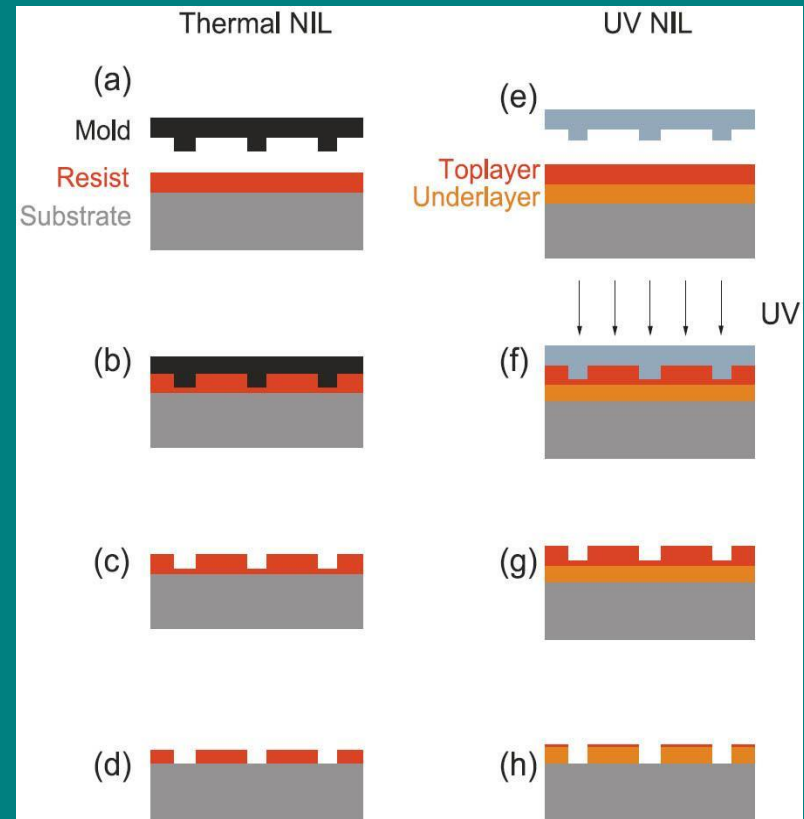 Thermal NIL
UV NIL
(a)
Mold
Resist
Substrate
(e)
Toplayer
Underlayer
UV
(b)
(f)
(c)
(g)
(d)
(h)